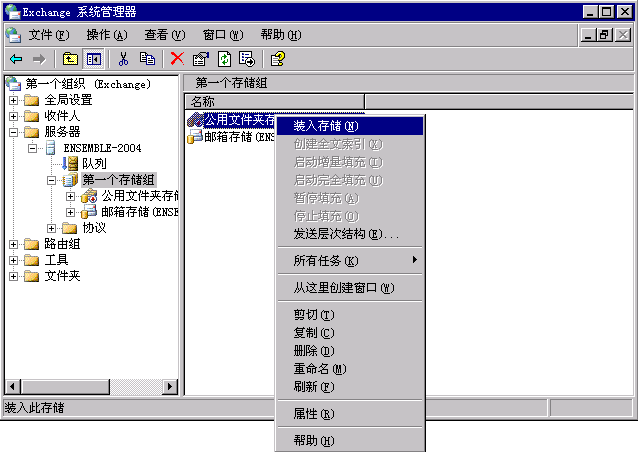 Exchange 系统管理器
文件(F) 操作(A) 查看(V) 窗口(W) 帮助(H)
第一个组织 (Exchange)
全局设置
收件人
服务器
ENSEMBLE-2004
队列
第一个存储组
公用文件夹存储
邮箱存储(ENSE
协议
路由组
工具
文件夹
第一个存储组
名称
公用文件夹存
邮箱存储(ENS
装入存储(N)
创建全文索引(X)
启动增量填充(I)
启动完全填充(U)
暂停填充(A)
停止填充(O)
发送层次结构(E)...
所有任务(K)
从这里创建窗口(W)
剪切(T)
复制(C)
删除(D)
重命名(M)
刷新(F)
属性(R)
帮助(H)
装入此存储